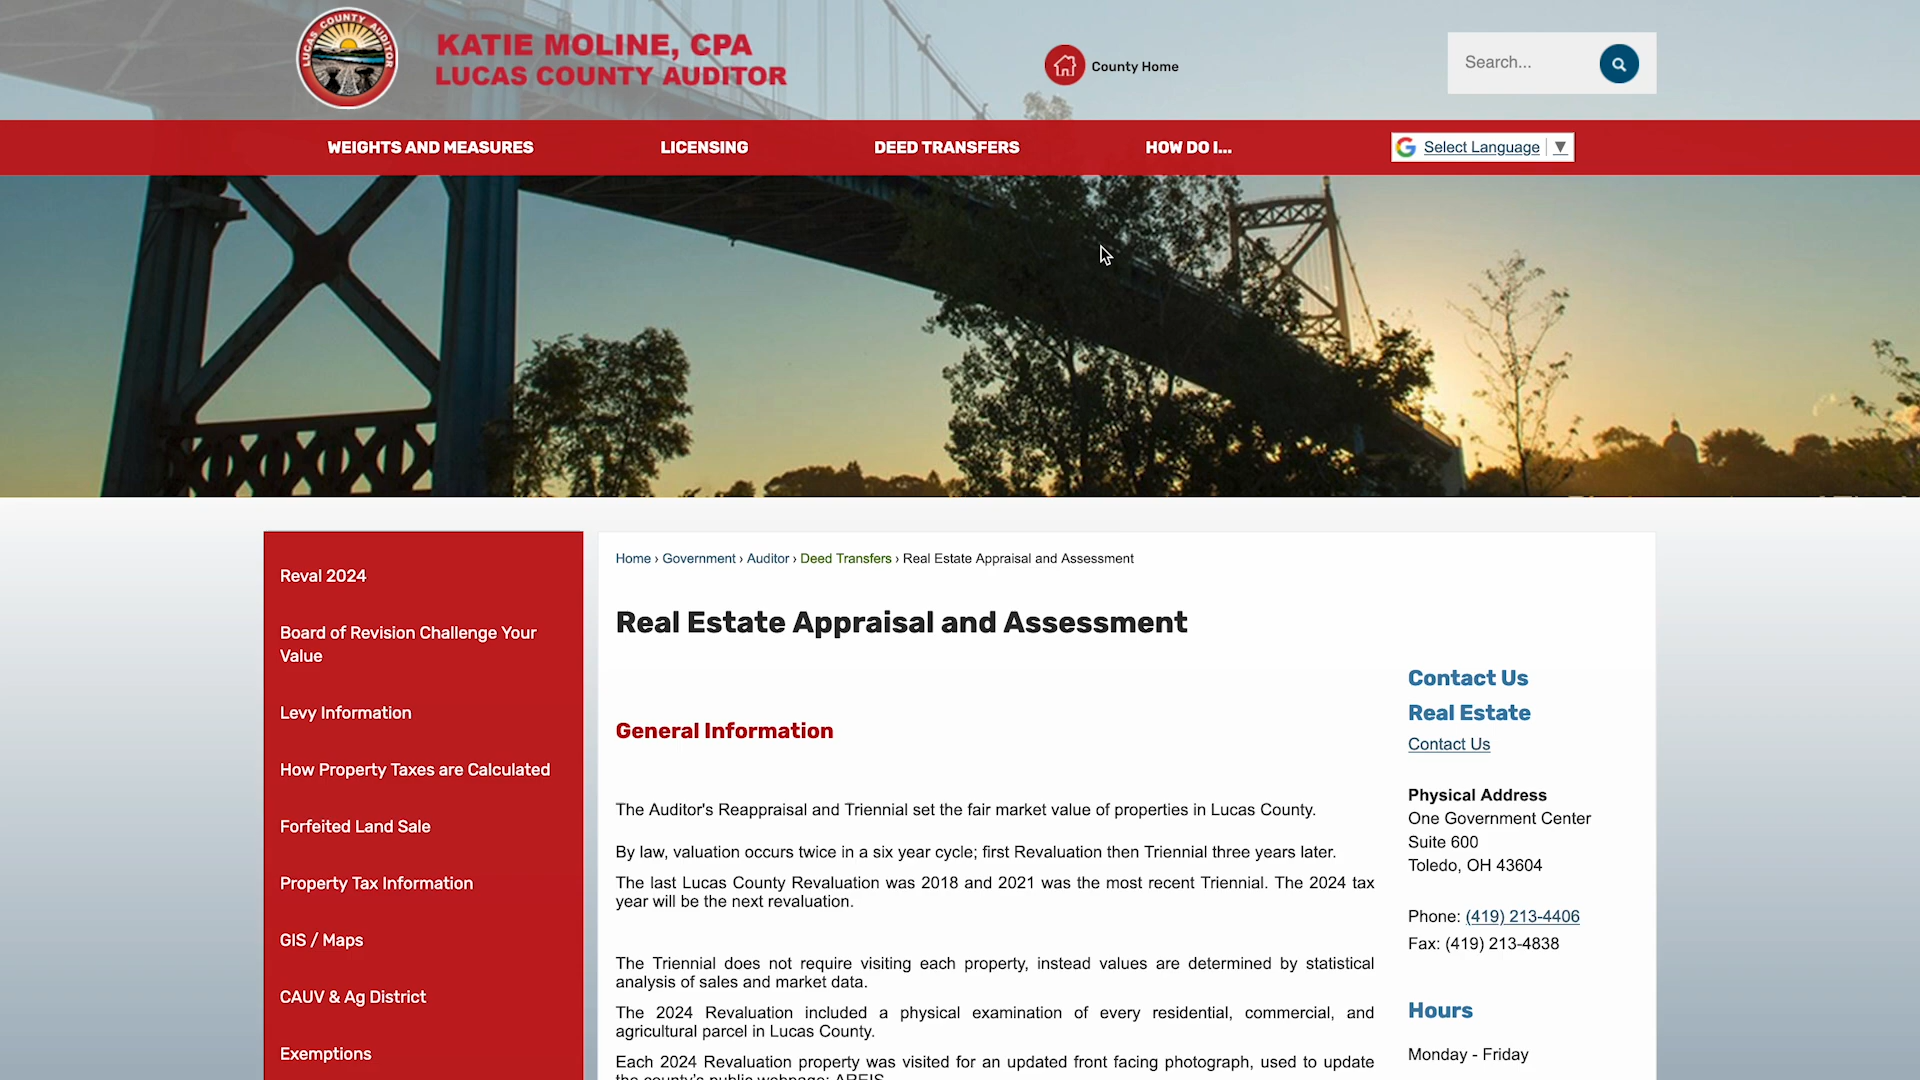 LUCAS COUNTY AUDITOR
KATIE MOLINE, CPA
LUCAS COUNTY AUDITOR
County Home
Search...
WEIGHTS AND MEASURES
LICENSING
DEED TRANSFERS
HOW DO I...
Select Language ▼
Reval 2024
Board of Revision Challenge Your
Value
Levy Information
How Property Taxes are Calculated
Forfeited Land Sale
Property Tax Information
GIS / Maps
CAUV & Ag District
Exemptions
Home › Government › Auditor › Deed Transfers › Real Estate Appraisal and Assessment
Real Estate Appraisal and Assessment
General Information
The Auditor's Reappraisal and Triennial set the fair market value of properties in Lucas County.
By law, valuation occurs twice in a six year cycle; first Revaluation then Triennial three years later.
The last Lucas County Revaluation was 2018 and 2021 was the most recent Triennial. The 2024 tax
year will be the next revaluation.
The Triennial does not require visiting each property, instead values are determined by statistical
analysis of sales and market data.
The 2024 Revaluation included a physical examination of every residential, commercial, and
agricultural parcel in Lucas County.
Each 2024 Revaluation property was visited for an updated front facing photograph, used to update
the county's public webpage: AREIS
Contact Us
Real Estate
Contact Us
Physical Address
One Government Center
Suite 600
Toledo, OH 43604
Phone: (419) 213-4406
Fax: (419) 213-4838
Hours
Monday - Friday